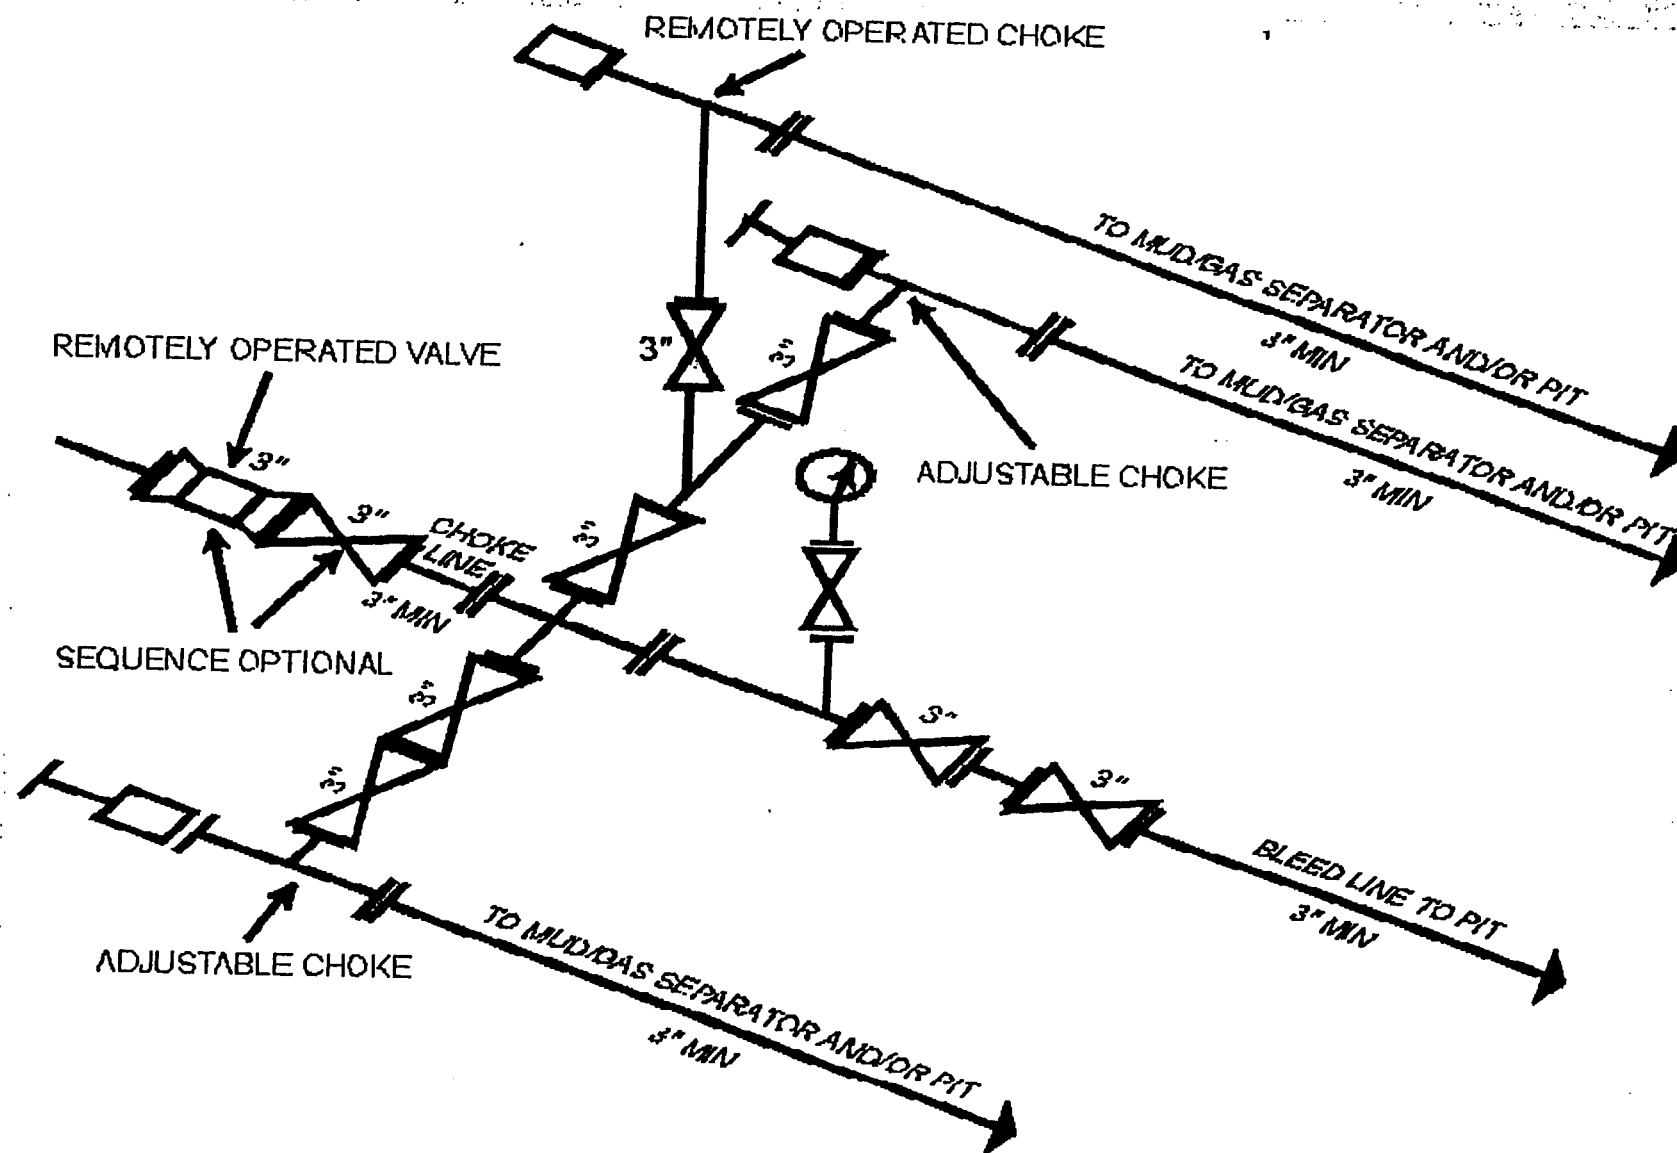 REMOTELY OPERATED CHOKE
TO MUD/GAS SEPARATOR AND/OR PIT
3" MIN
3"
3"
TO MUD/GAS SEPARATOR AND/OR PIT
3" MIN
REMOTELY OPERATED VALVE
ADJUSTABLE CHOKE
3"
3"
CHOKE
LINE
3" MIN
3"
SEQUENCE OPTIONAL
3"
3"
3"
3"
BLEED LINE TO PIT
3" MIN
ADJUSTABLE CHOKE
TO MUD/GAS SEPARATOR AND/OR PIT
3" MIN